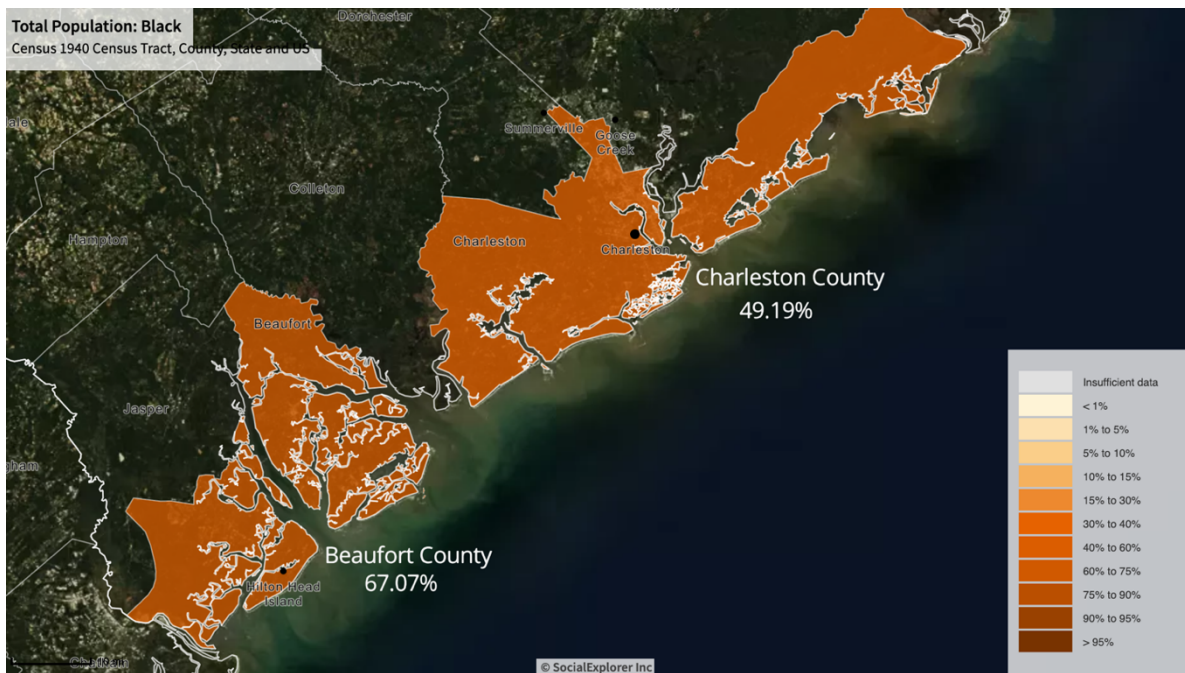 Total Population: Black
Census 1940 Census Tract, County, State and US
Dorchester
Summerville
Goose
Creek
Colleton
Hampton
Charleston
Charleston
Charleston County
49.19%
Beaufort
Jasper
Beaufort County
67.07%
Hilton Head
Island
Insufficient data
< 1%
1% to 5%
5% to 10%
10% to 15%
15% to 30%
30% to 40%
40% to 60%
60% to 75%
75% to 90%
90% to 95%
> 95%
© SocialExplorer Inc